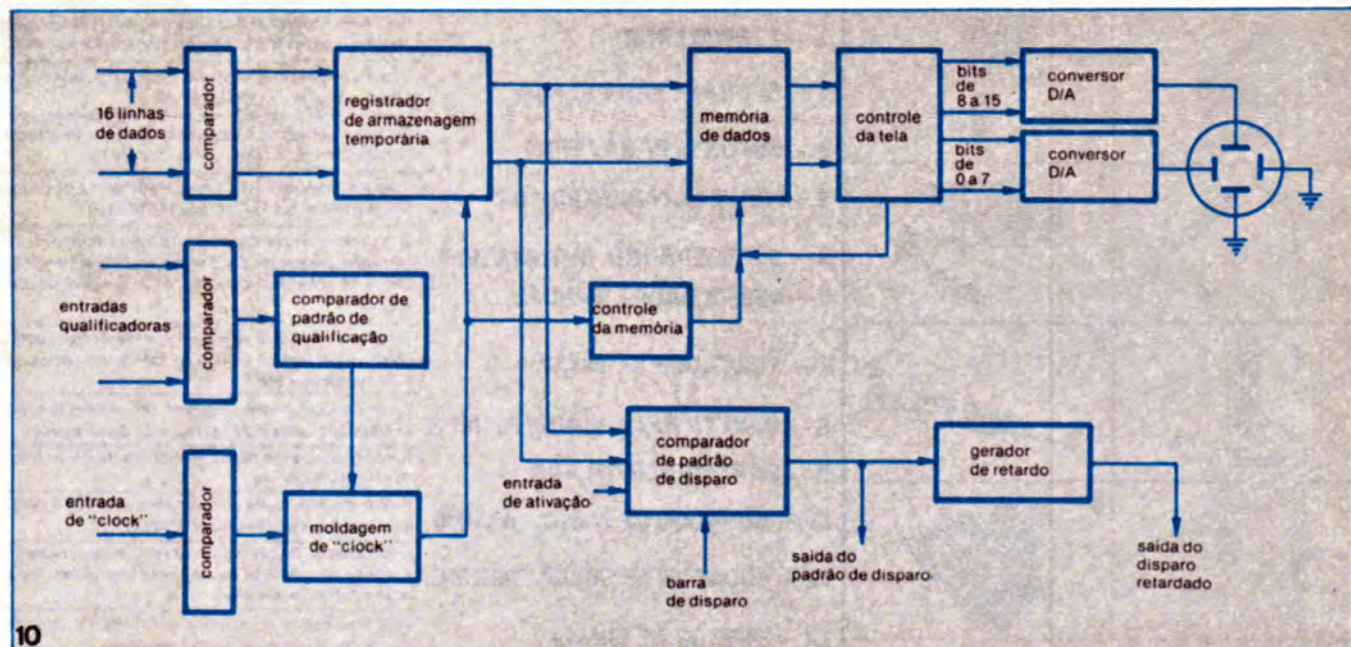 16 linhas
de dados
comparador
registrador
de armazenagem
temporária
memória
de dados
controle
da tela
bits
de
8 a 15
bits
de
0 a 7
conversor
D/A
conversor
D/A
entradas
qualificadoras
comparador
comparador de
padrão de
qualificação
controle
da memória
entrada
de "clock"
comparador
moldagem
de "clock"
entrada
de ativação
comparador
de padrão
de disparo
barra
de disparo
gerador
de retardo
saida do
padrão de disparo
saida do
disparo
retardado
10